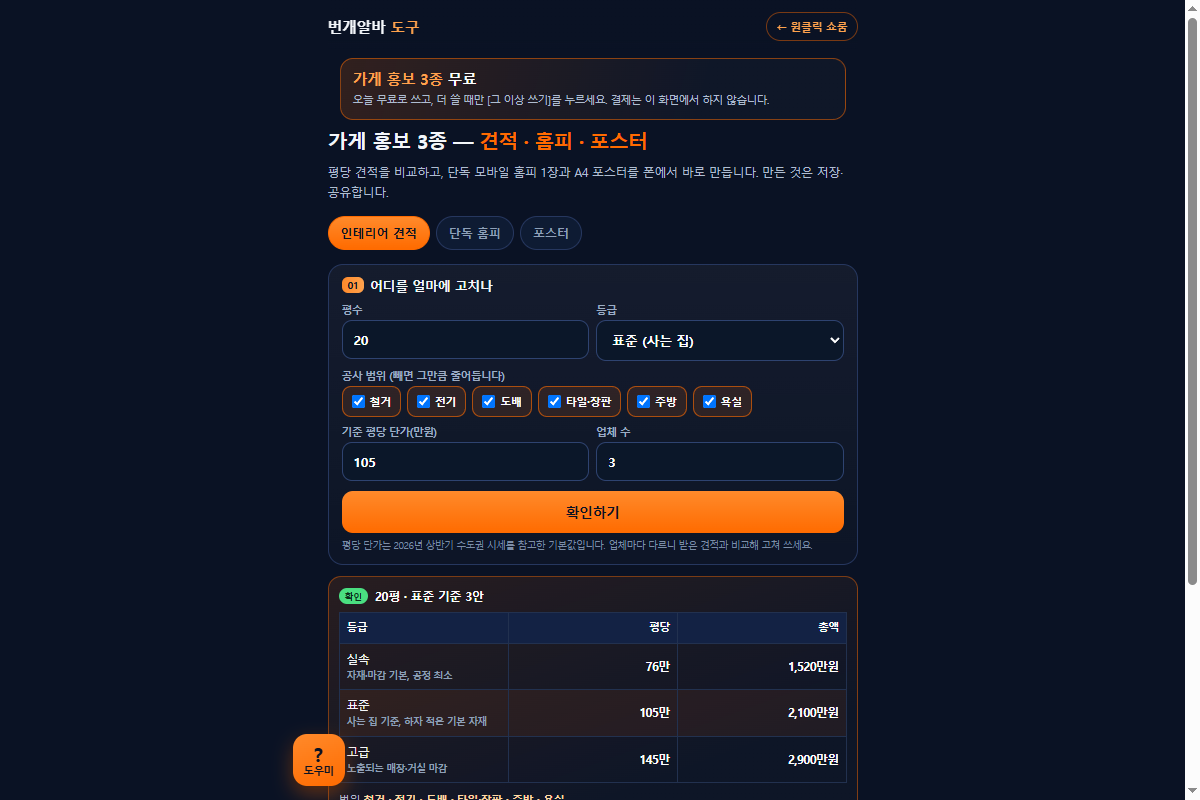 번개알바 도구
← 원클릭 쇼룸
가게 홍보 3종 무료
오늘 무료로 쓰고, 더 쓸 때만 [그 이상 쓰기]를 누르세요. 결제는 이 화면에서 하지 않습니다.
가게 홍보 3종 — 견적 · 홈피 · 포스터
평당 견적을 비교하고, 단독 모바일 홈피 1장과 A4 포스터를 폰에서 바로 만듭니다. 만든 것은 저장·
공유합니다.
인테리어 견적 단독 홈피 포스터
01 어디를 얼마에 고치나
평수 등급
20 표준 (사는 집)
공사 범위 (빼면 그만큼 줄어듭니다)
철거 전기 도배 타일·장판 주방 욕실
기준 평당 단가(만원) 업체 수
105 3
확인하기
평당 단가는 2026년 상반기 수도권 시세를 참고한 기본값입니다. 업체마다 다르니 받은 견적과 비교해 고쳐 쓰세요.
확인 20평 · 표준 기준 3안
등급 평당 총액
실속 76만 1,520만원
자재·마감 기본, 공정 최소
표준 105만 2,100만원
사는 집 기준, 하자 적은 기본 자재
고급 145만 2,900만원
노출되는 매장·거실 마감
?
도우미
범위 철거 · 전기 · 도배 · 타일·장판 · 주방 · 욕실